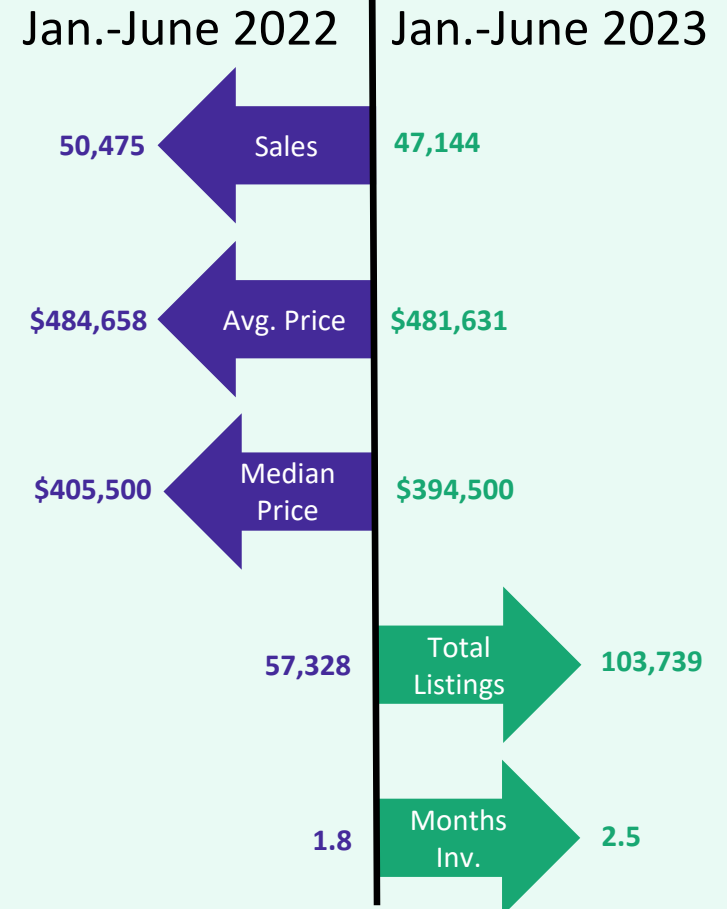 Jan.-June 2022
Jan.-June 2023
50,475
Sales
47,144
$484,658
Avg. Price
$481,631
$405,500
Median
Price
$394,500
57,328
Total
Listings
103,739
1.8
Months
Inv.
2.5